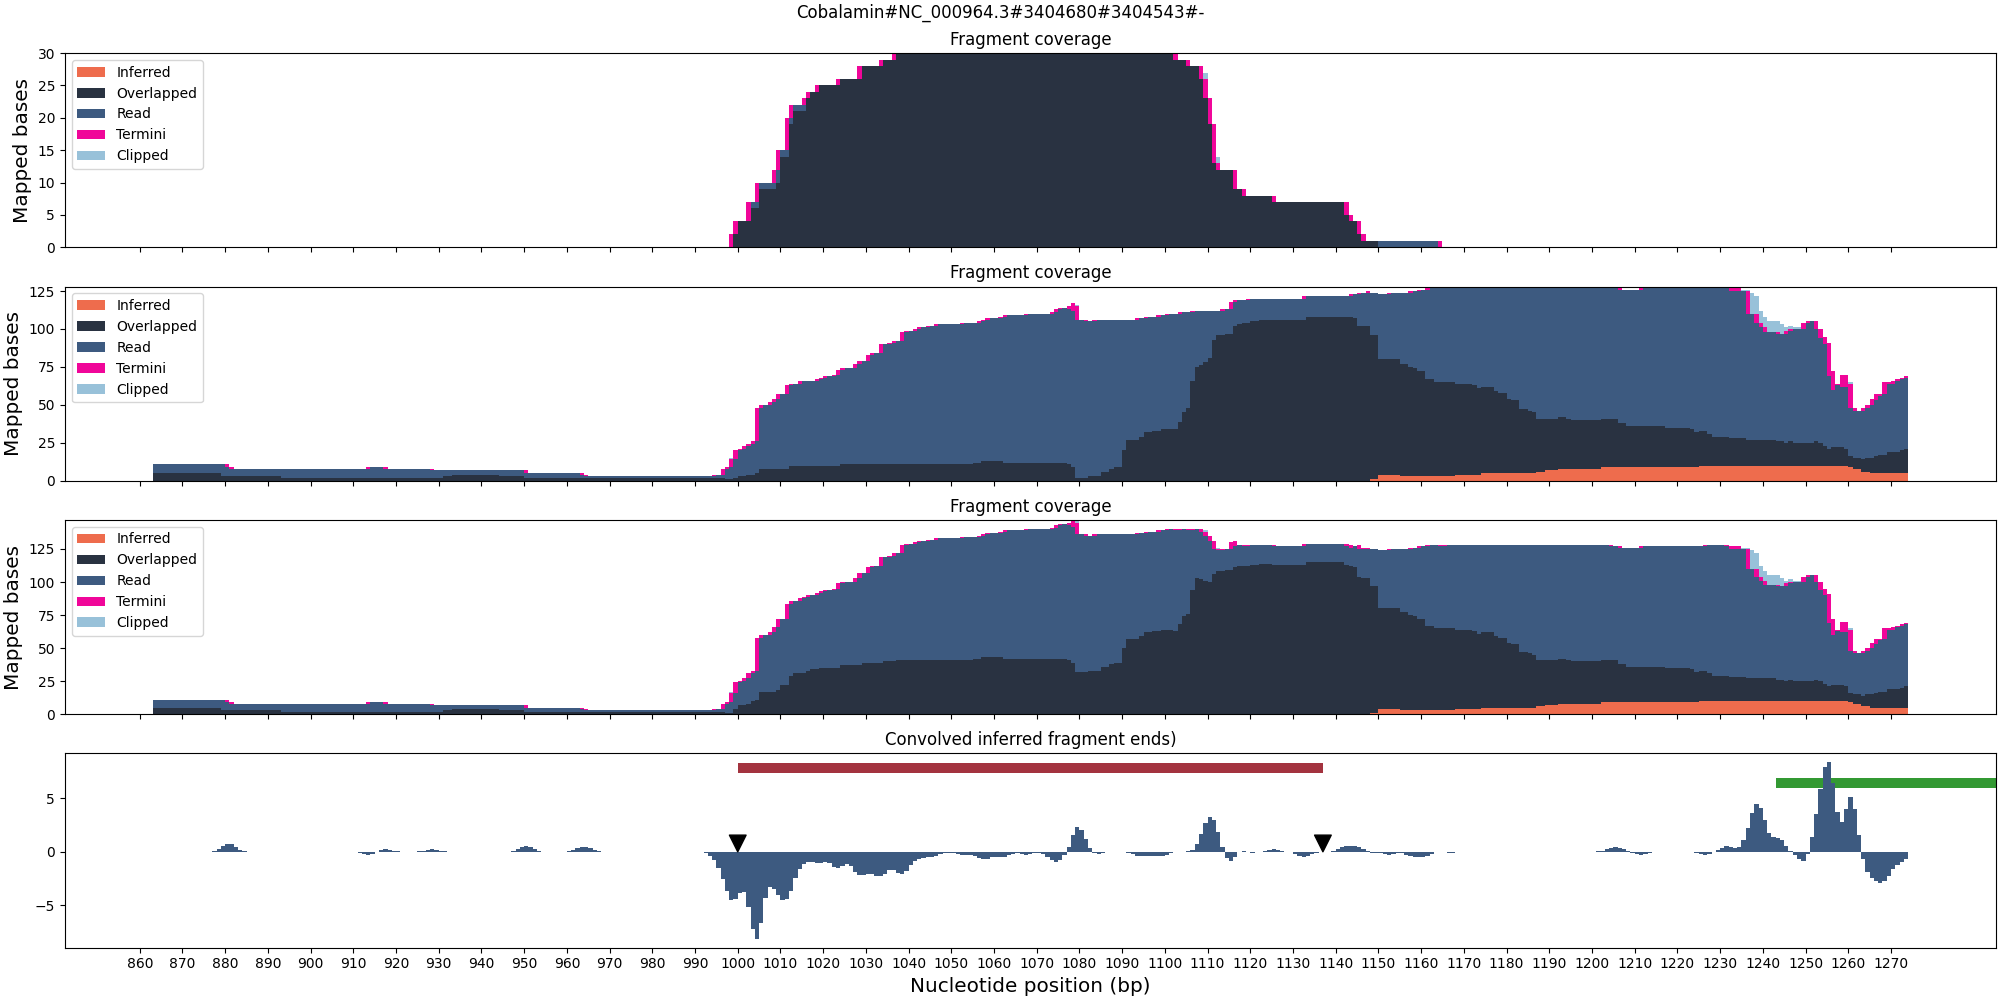 Cobalamin#NC_000964.3#3404680#3404543#-
Fragment coverage
Mapped bases
30
25
20
15
10
5
0
Inferred
Overlapped
Read
Termini
Clipped
Fragment coverage
Mapped bases
125
100
75
50
25
0
Inferred
Overlapped
Read
Termini
Clipped
Fragment coverage
Mapped bases
125
100
75
50
25
0
Inferred
Overlapped
Read
Termini
Clipped
Convolved inferred fragment ends)
5
0
−5
860 870 880 890 900 910 920 930 940 950 960 970 980 990 1000 1010 1020 1030 1040 1050 1060 1070 1080 1090 1100 1110 1120 1130 1140 1150 1160 1170 1180 1190 1200 1210 1220 1230 1240 1250 1260 1270
Nucleotide position (bp)